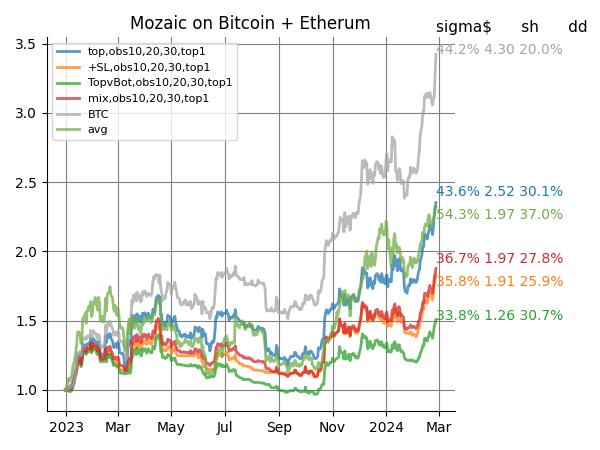 Mozaic on Bitcoin + Etherum
sigma$ sh dd
3.5
3.0
2.5
2.0
1.5
1.0
top,obs10,20,30,top1
+SL,obs10,20,30,top1
TopvBot,obs10,20,30,top1
mix,obs10,20,30,top1
BTC
avg
44.2% 4.30 20.0%
43.6% 2.52 30.1%
54.3% 1.97 37.0%
36.7% 1.97 27.8%
35.8% 1.91 25.9%
33.8% 1.26 30.7%
2023 Mar May Jul Sep Nov 2024 Mar